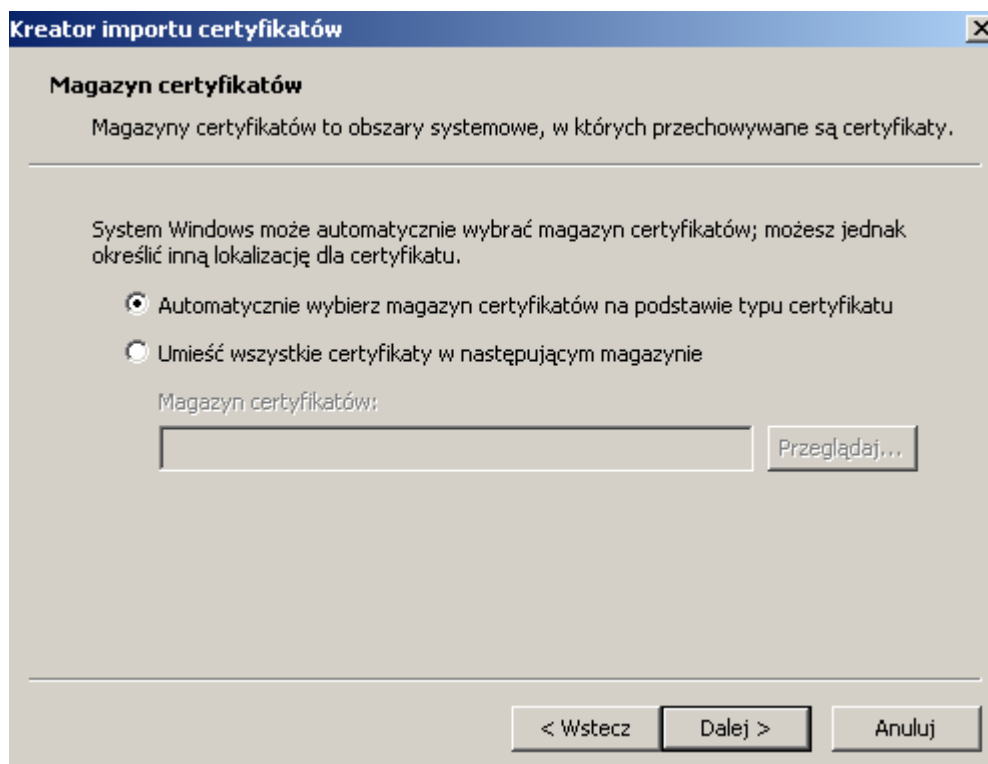 Kreator importu certyfikatów
Magazyn certyfikatów
Magazyny certyfikatów to obszary systemowe, w których przechowywane są certyfikaty.
System Windows może automatycznie wybrać magazyn certyfikatów; możesz jednak
określić inną lokalizację dla certyfikatu.
Automatycznie wybierz magazyn certyfikatów na podstawie typu certyfikatu
Umieść wszystkie certyfikaty w następującym magazynie
Magazyn certyfikatów:
Przeglądaj...
< Wstecz
Dalej >
Anuluj